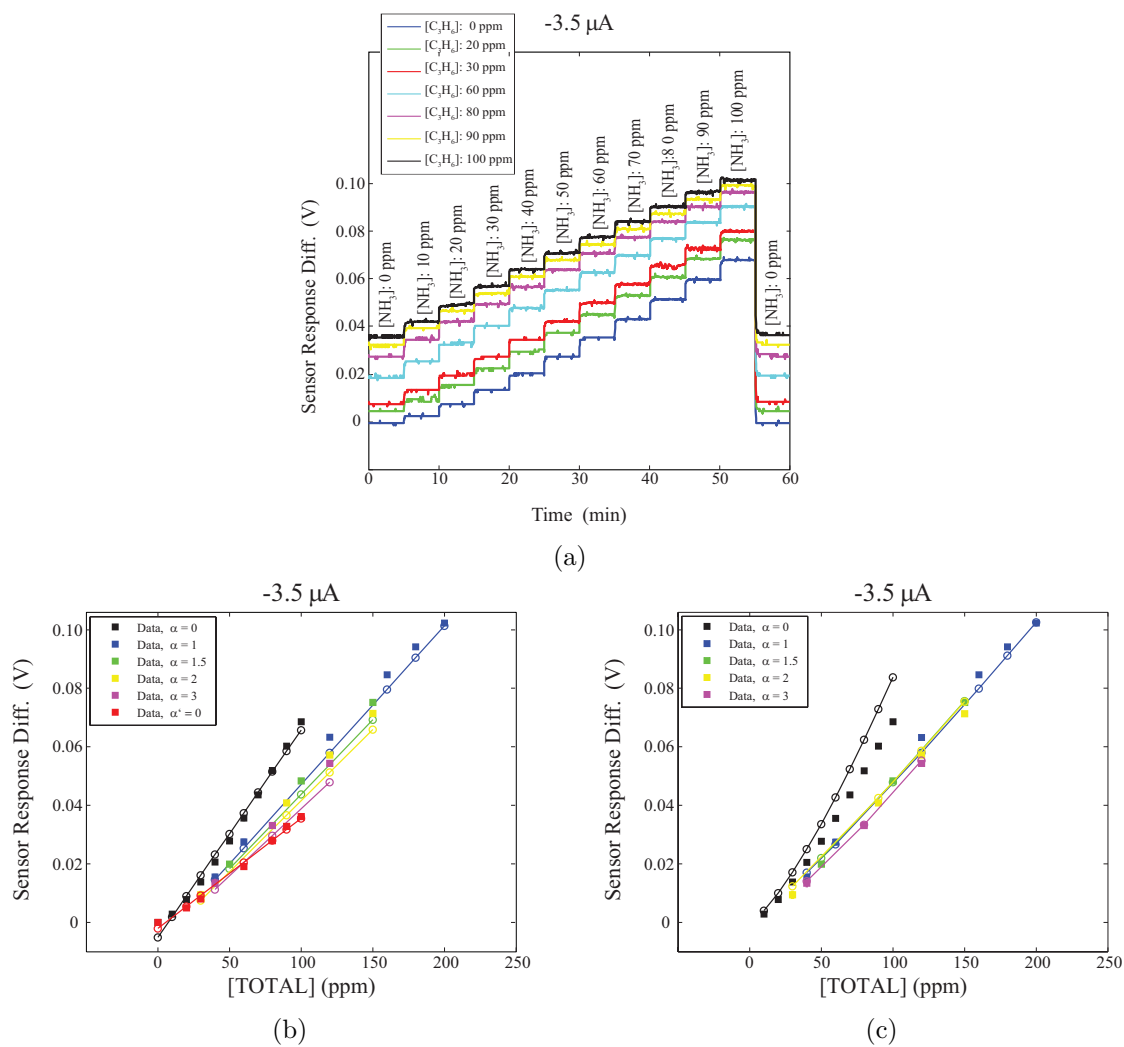 -3.5 μA
[C₃H₆]: 0 ppm
[C₃H₆]: 20 ppm
[C₃H₆]: 30 ppm
[C₃H₆]: 60 ppm
[C₃H₆]: 80 ppm
[C₃H₆]: 90 ppm
[C₃H₆]: 100 ppm
[NH₃]: 0 ppm
[NH₃]: 10 ppm
[NH₃]: 20 ppm
[NH₃]: 30 ppm
[NH₃]: 40 ppm
[NH₃]: 50 ppm
[NH₃]: 60 ppm
[NH₃]: 70 ppm
[NH₃]:8 0 ppm
[NH₃]: 90 ppm
[NH₃]: 100 ppm
[NH₃]: 0 ppm
Sensor Response Diff. (V)
0.10
0.08
0.06
0.04
0.02
0
0 10 20 30 40 50 60
Time (min)
(a)
-3.5 μA
Data, α = 0
Data, α = 1
Data, α = 1.5
Data, α = 2
Data, α = 3
Data, α' = 0
Sensor Response Diff. (V)
0.10
0.08
0.06
0.04
0.02
0
0 50 100 150 200 250
[TOTAL] (ppm)
(b)
-3.5 μA
Data, α = 0
Data, α = 1
Data, α = 1.5
Data, α = 2
Data, α = 3
Sensor Response Diff. (V)
0.10
0.08
0.06
0.04
0.02
0
0 50 100 150 200 250
[TOTAL] (ppm)
(c)